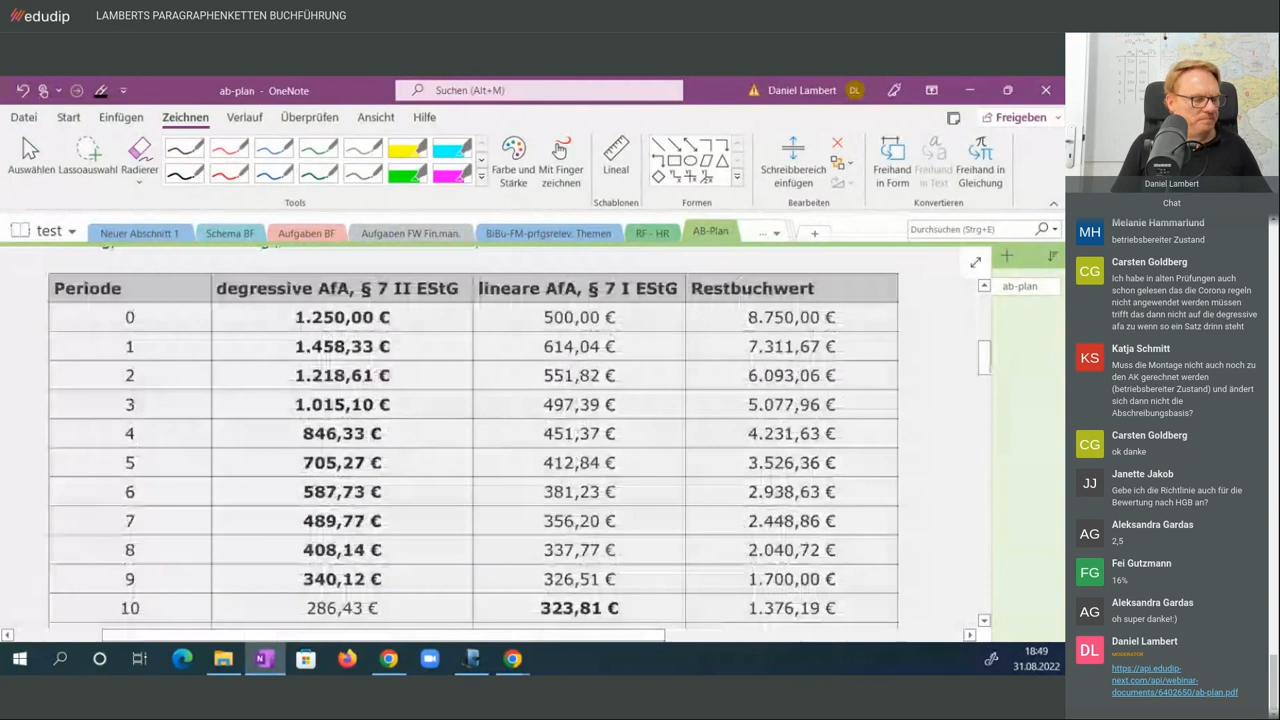 edudip
LAMBERTS PARAGRAPHENKETTEN BUCHFÜHRUNG
ab-plan - OneNote
Suchen (Alt+M)
Daniel Lambert
DL
Datei
Start
Einfügen
Zeichnen
Überprüfen
Verlauf
Ansicht
Hilfe
Freigeben
Auswählen
Lassoauswahl
Radierer
Farbe und
Stärke
Mit Finger
zeichnen
Lineal
Schreibbereich
einfügen
Freihand
in Form
Freihand
in Text
Freihand in
Gleichung
Tools
Schablonen
Formen
Bearbeiten
Konvertieren
test
Neuer Abschnitt 1
Schema BF
Aufgaben BF
Aufgaben FW Fin.man.
BiBu-FM-prfgsrelev. Themen
RF - HR
AB-Plan
...
Durchsuchen (Strg+E)
ab-plan
Periode degressive AfA, § 7 II EStG lineare AfA, § 7 I EStG Restbuchwert
0 1.250,00 € 500,00 € 8.750,00 €
1 1.458,33 € 614,04 € 7.311,67 €
2 1.218,61 € 551,82 € 6.093,06 €
3 1.015,10 € 497,39 € 5.077,96 €
4 846,33 € 451,37 € 4.231,63 €
5 705,27 € 412,84 € 3.526,36 €
6 587,73 € 381,23 € 2.938,63 €
7 489,77 € 356,20 € 2.448,86 €
8 408,14 € 337,77 € 2.040,72 €
9 340,12 € 326,51 € 1.700,00 €
10 286,43 € 323,81 € 1.376,19 €
18:49
31.08.2022
Daniel Lambert
Chat
MH
Melanie Hammarlund
betriebsbereiter Zustand
CG
Carsten Goldberg
Ich habe in alten Prüfungen auch
schon gelesen das die Corona regeln
nicht angewendet werden müssen
trifft das dann nicht auf die degressive
afa zu wenn so ein Satz drinn steht
KS
Katja Schmitt
Muss die Montage nicht auch noch zu
den AK gerechnet werden
(betriebsbereiter Zustand) und ändert
sich dann nicht die
Abschreibungsbasis?
CG
Carsten Goldberg
ok danke
JJ
Janette Jakob
Gebe ich die Richtlinie auch für die
Bewertung nach HGB an?
AG
Aleksandra Gardas
2,5
FG
Fei Gutzmann
16%
AG
Aleksandra Gardas
oh super danke!:)
DL
Daniel Lambert
MODERATOR
https://api.edudip-
next.com/api/webinar-
documents/6402650/ab-plan.pdf